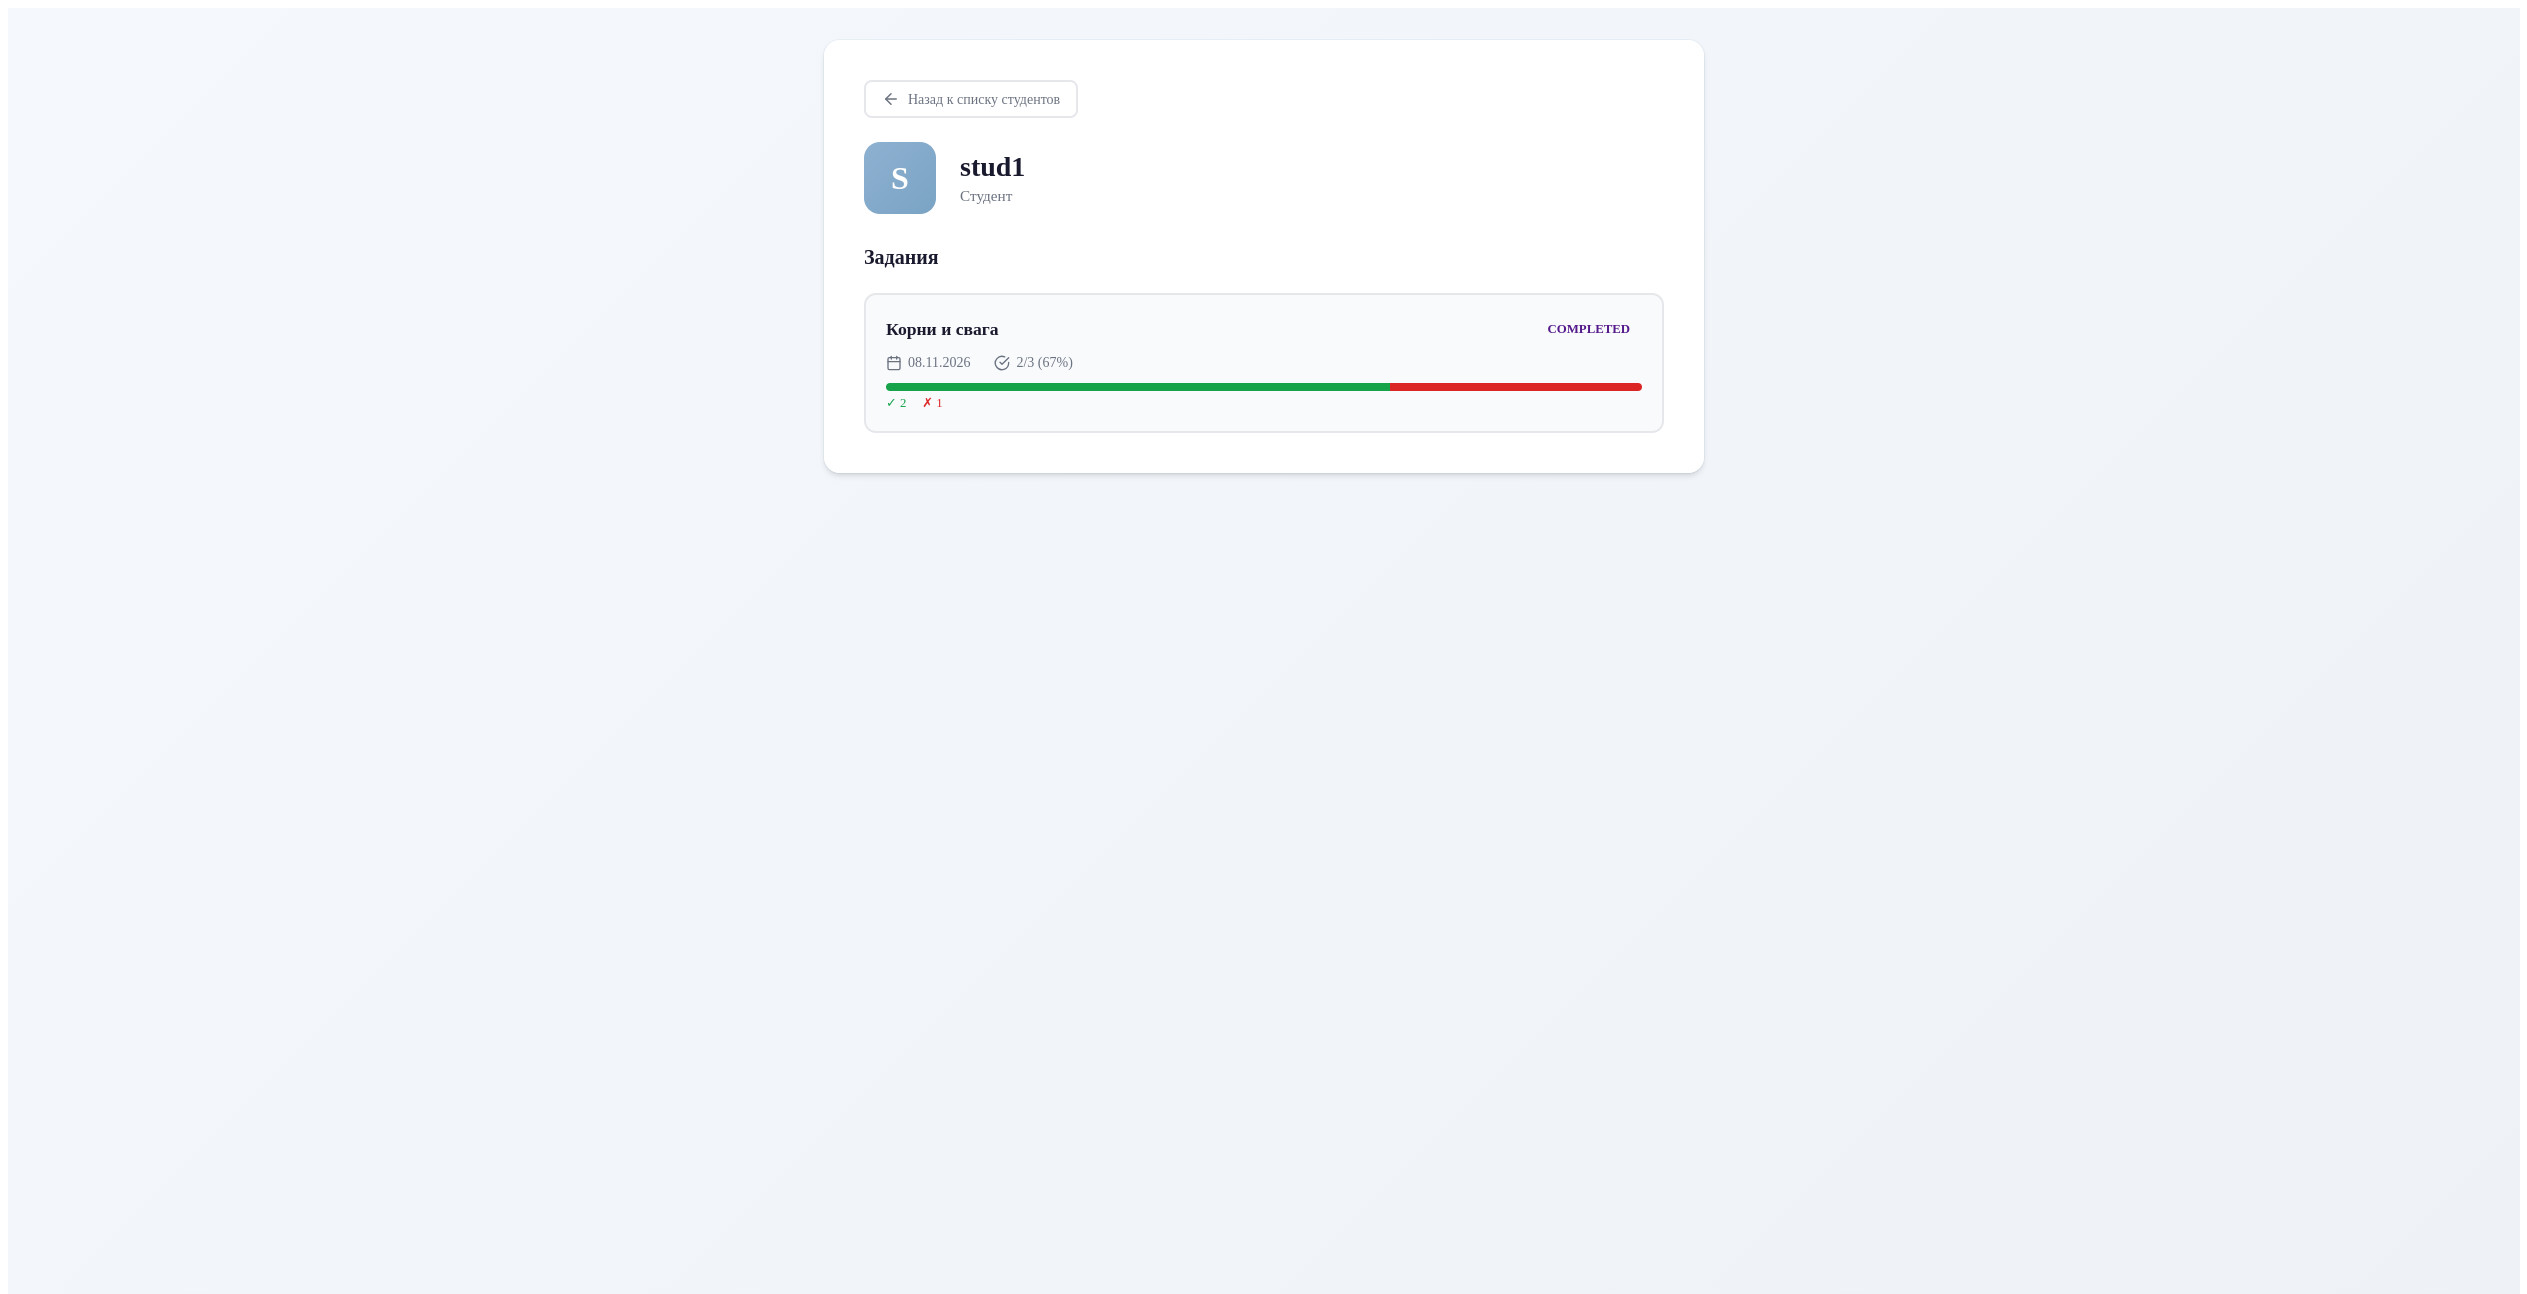 Назад к списку студентов
S
stud1
Студент
Задания
Корни и свага
COMPLETED
08.11.2026
2/3 (67%)
✓ 2 ✗ 1